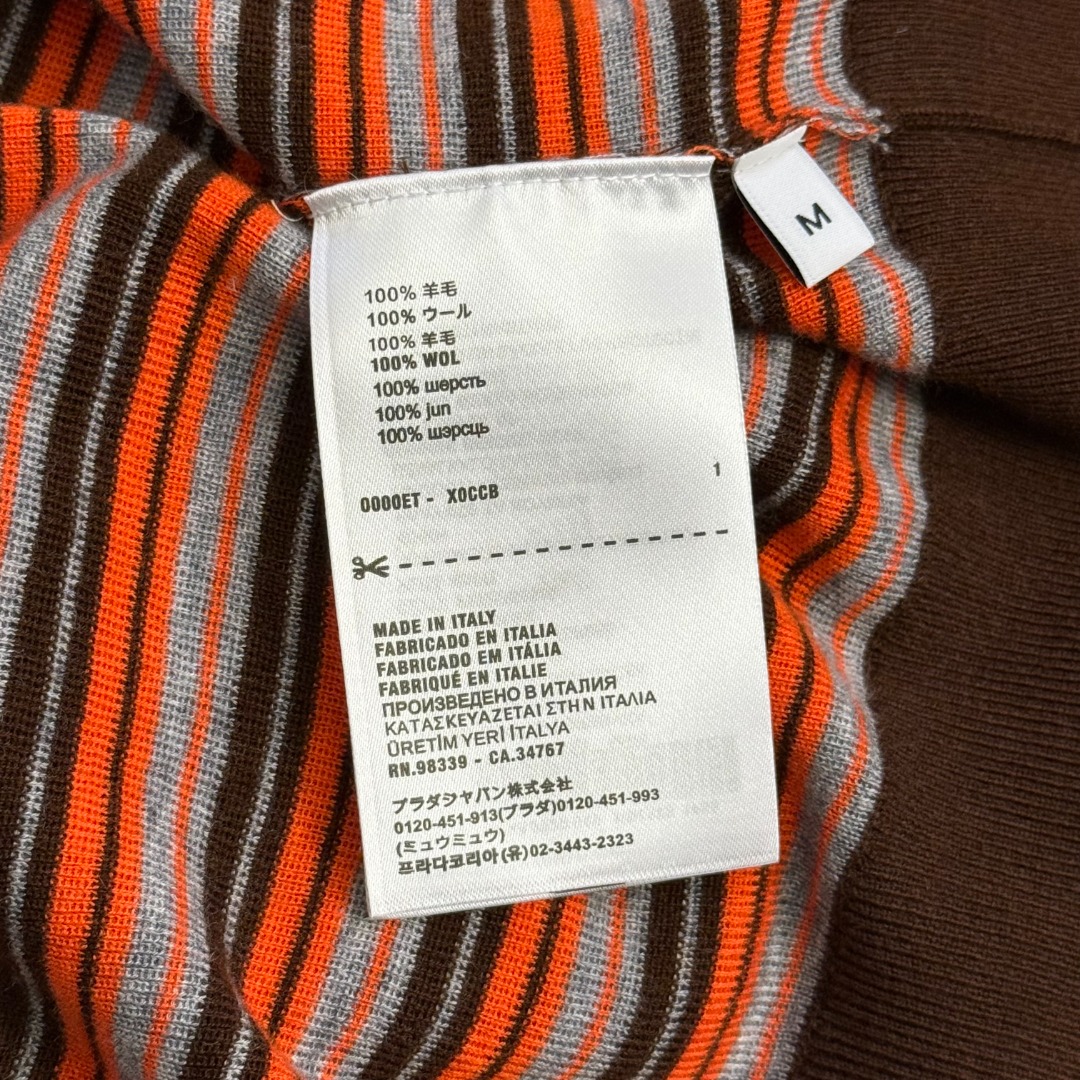 M
100% 羊毛
100% ウール
100% 羊毛
100% WOL
100% шерсть
100% jun
100% шэрсць
1
0000ET - X0CCB
MADE IN ITALY
FABRICADO EN ITALIA
FABRICADO EM ITÁLIA
FABRIQUÉ EN ITALIE
ПРОИЗВЕДЕНО В ИТАЛИЯ
ΚΑΤΑΣΚΕΥΑΖΕΤΑΙ ΣΤΗΝ ΙΤΑΛΙΑ
ÜRETİM YERİ İTALYA
RN.98339 - CA.34767
プラダジャパン株式会社
0120-451-913(プラダ)0120-451-993
(ミュウミュウ)
프라다코리아(유)02-3443-2323